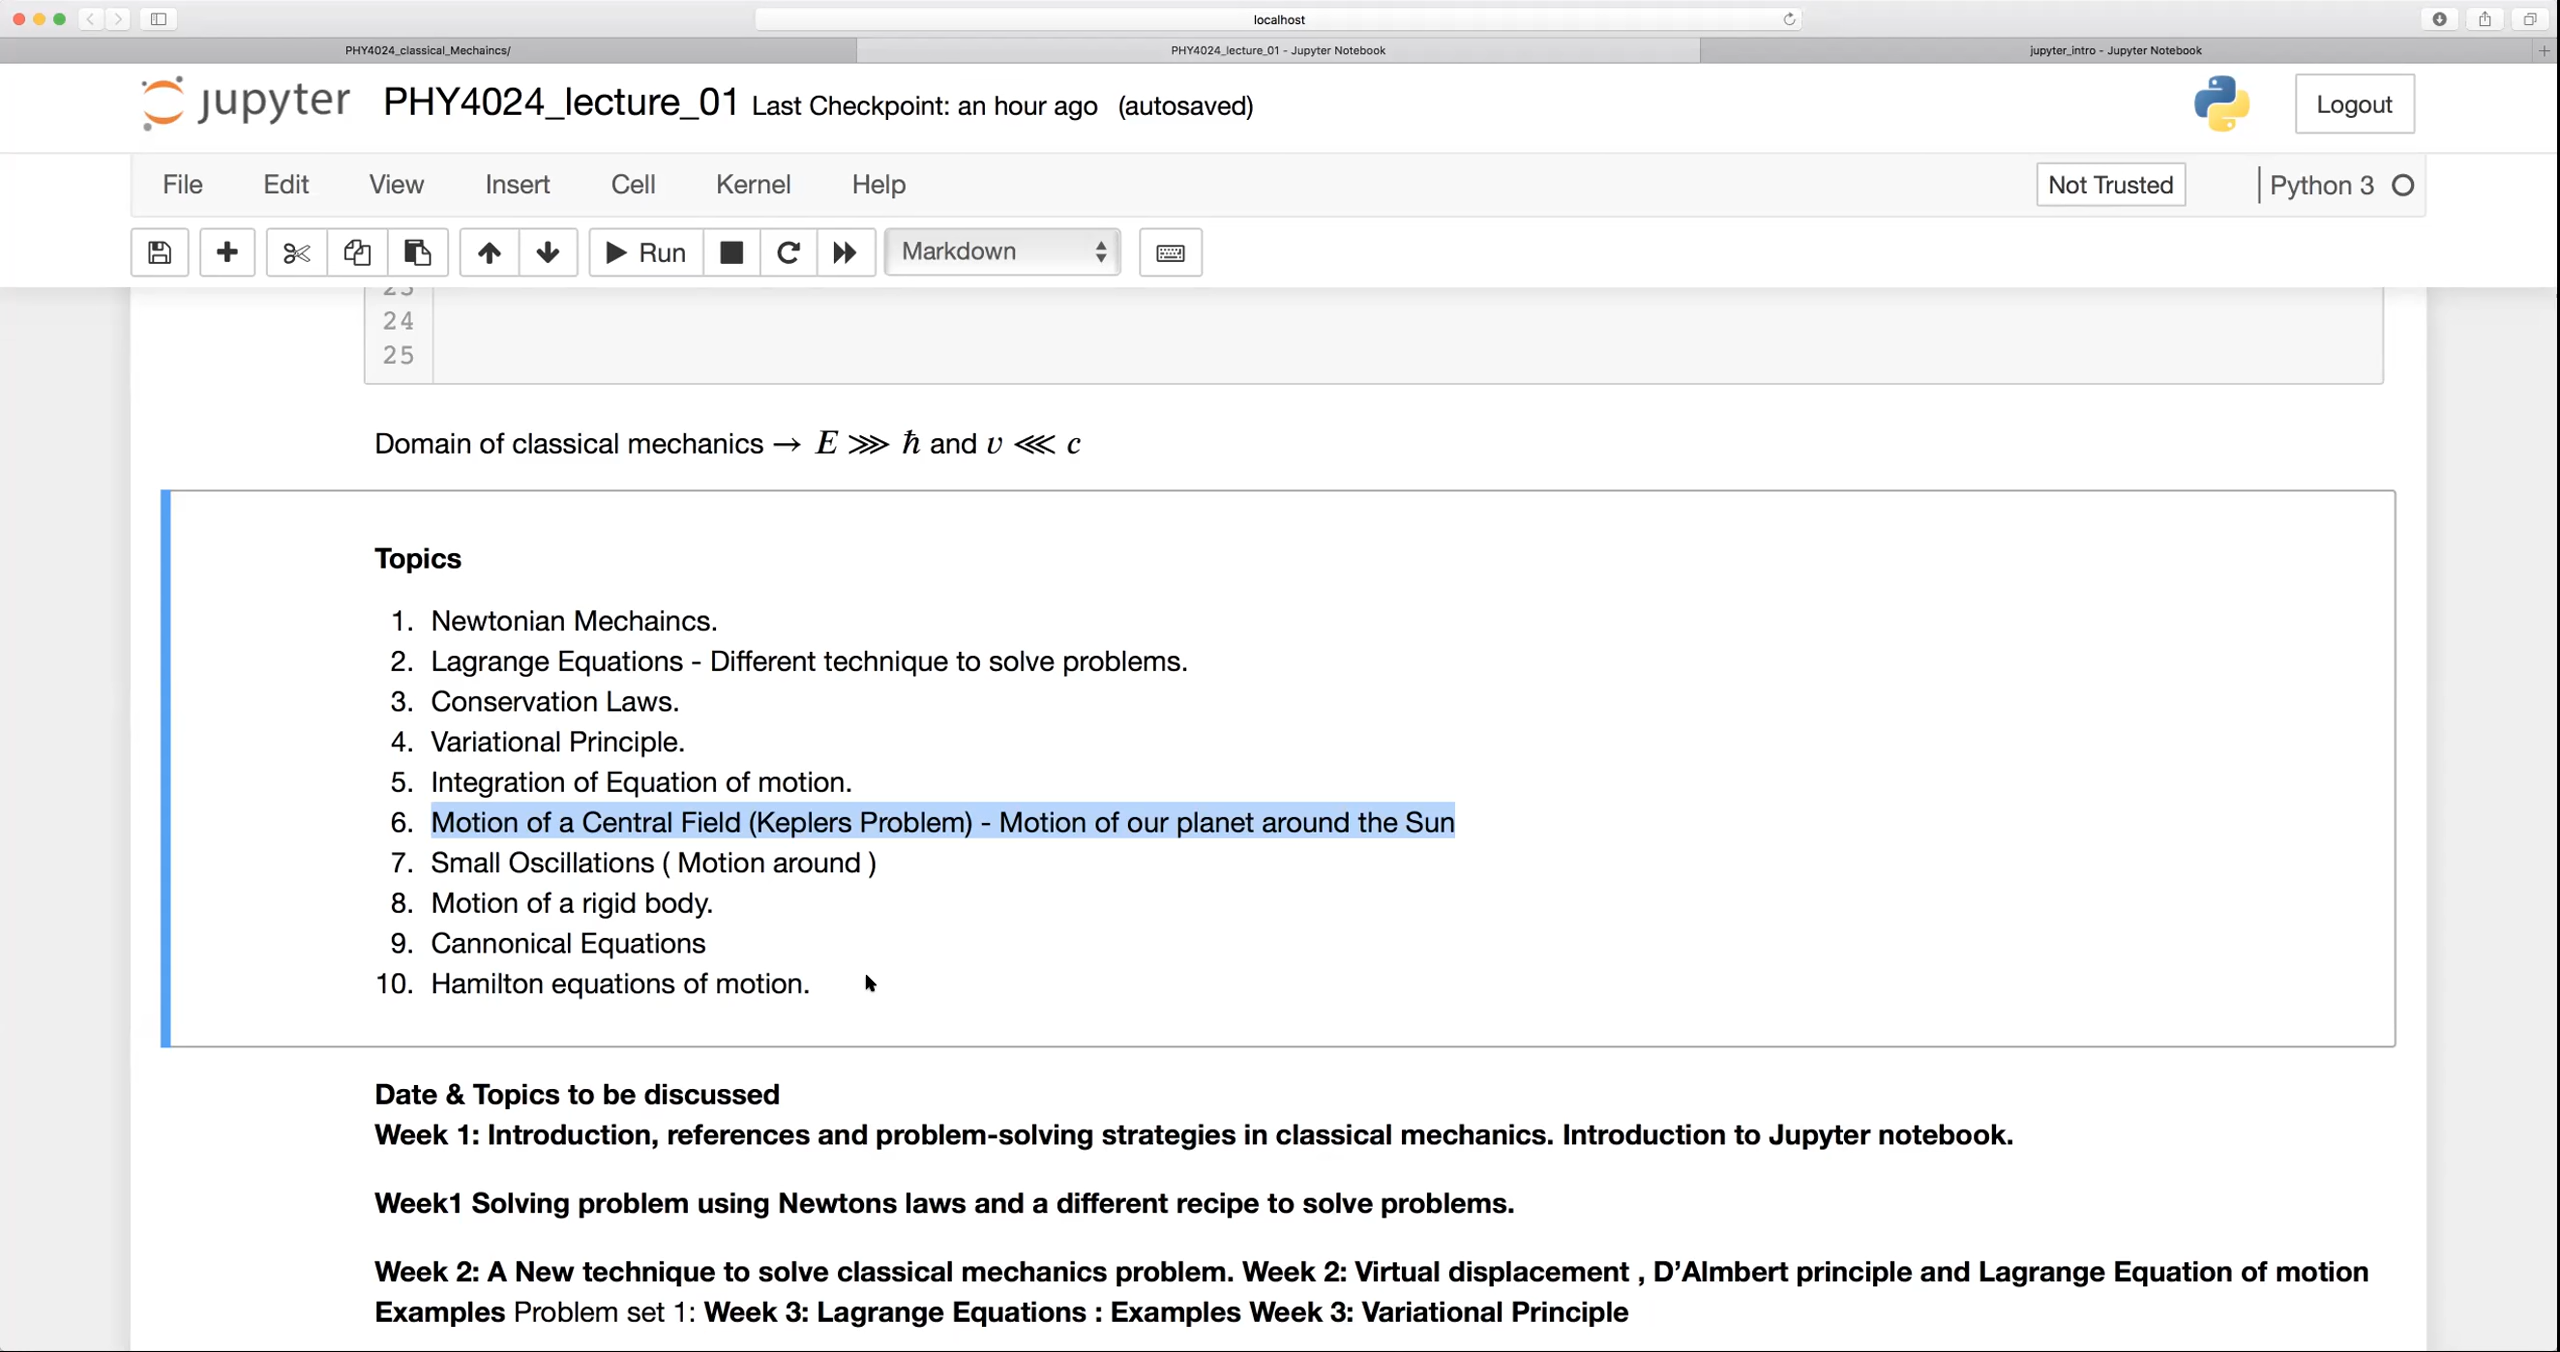 localhost
PHY4024_classical_Mechaincs/
PHY4024_lecture_01 - Jupyter Notebook
jupyter_intro - Jupyter Notebook
jupyter PHY4024_lecture_01 Last Checkpoint: an hour ago (autosaved)
Logout
File Edit View Insert Cell Kernel Help
Not Trusted
Python 3
Run
Markdown
23
24
25
Domain of classical mechanics → E ⋙ ℏ and v ⋘ c
Topics
1. Newtonian Mechaincs.
2. Lagrange Equations - Different technique to solve problems.
3. Conservation Laws.
4. Variational Principle.
5. Integration of Equation of motion.
6. Motion of a Central Field (Keplers Problem) - Motion of our planet around the Sun
7. Small Oscillations ( Motion around )
8. Motion of a rigid body.
9. Cannonical Equations
10. Hamilton equations of motion.
Date & Topics to be discussed
Week 1: Introduction, references and problem-solving strategies in classical mechanics. Introduction to Jupyter notebook.
Week1 Solving problem using Newtons laws and a different recipe to solve problems.
Week 2: A New technique to solve classical mechanics problem. Week 2: Virtual displacement , D’Almbert principle and Lagrange Equation of motion
Examples Problem set 1: Week 3: Lagrange Equations : Examples Week 3: Variational Principle